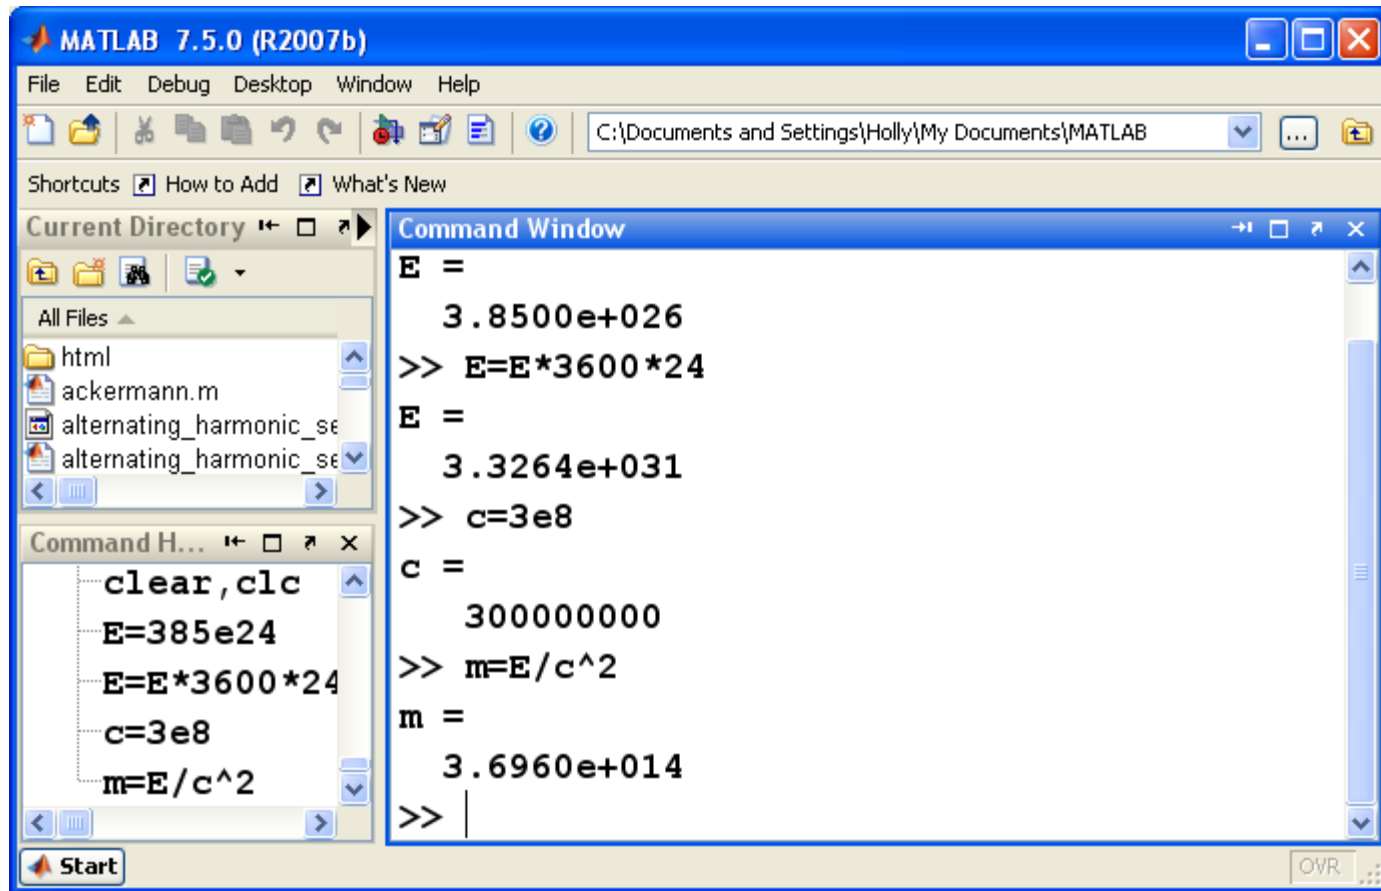 MATLAB 7.5.0 (R2007b)
File Edit Debug Desktop Window Help
C:\Documents and Settings\Holly\My Documents\MATLAB
...
Shortcuts How to Add What's New
Current Directory
All Files
html
ackermann.m
alternating_harmonic_se
alternating_harmonic_se
Command H...
clear,clc
E=385e24
E=E*3600*24
c=3e8
m=E/c^2
Command Window
E =
3.8500e+026
>> E=E*3600*24
E =
3.3264e+031
>> c=3e8
c =
300000000
>> m=E/c^2
m =
3.6960e+014
>>
Start
OVR